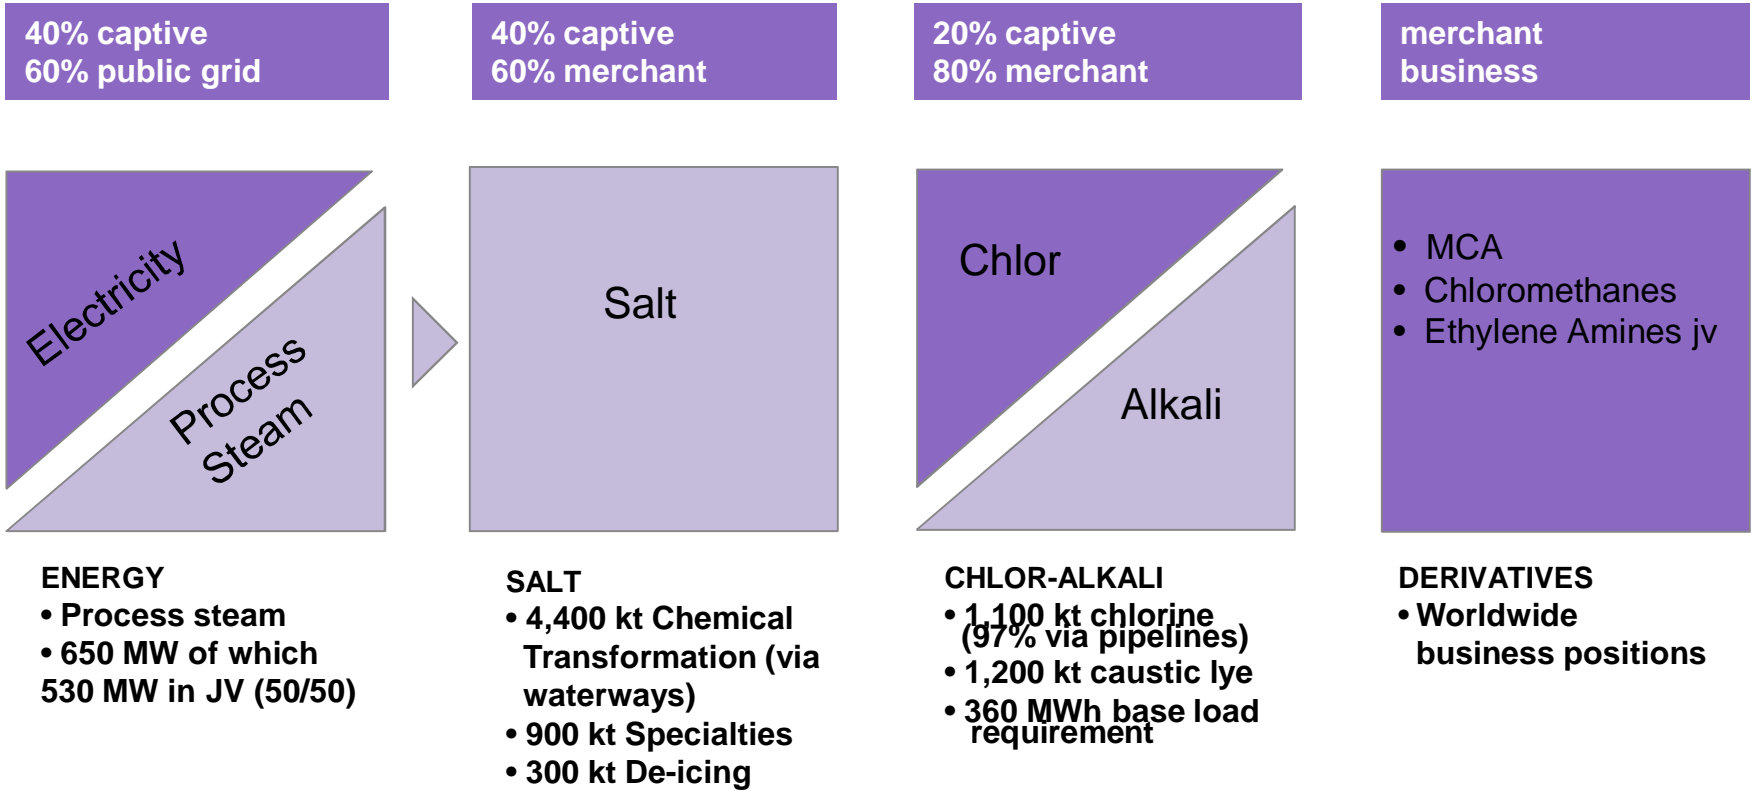 40% captive
60% public grid
40% captive
60% merchant
20% captive
80% merchant
merchant
business
Electricity
Process
Steam
Salt
Chlor
Alkali
• MCA
• Chloromethanes
• Ethylene Amines jv
ENERGY
• Process steam
• 650 MW of which
530 MW in JV (50/50)
SALT
• 4,400 kt Chemical
Transformation (via
waterways)
• 900 kt Specialties
• 300 kt De-icing
CHLOR-ALKALI
• 1,100 kt chlorine
(97% via pipelines)
• 1,200 kt caustic lye
• 360 MWh base load
requirement
DERIVATIVES
• Worldwide
business positions